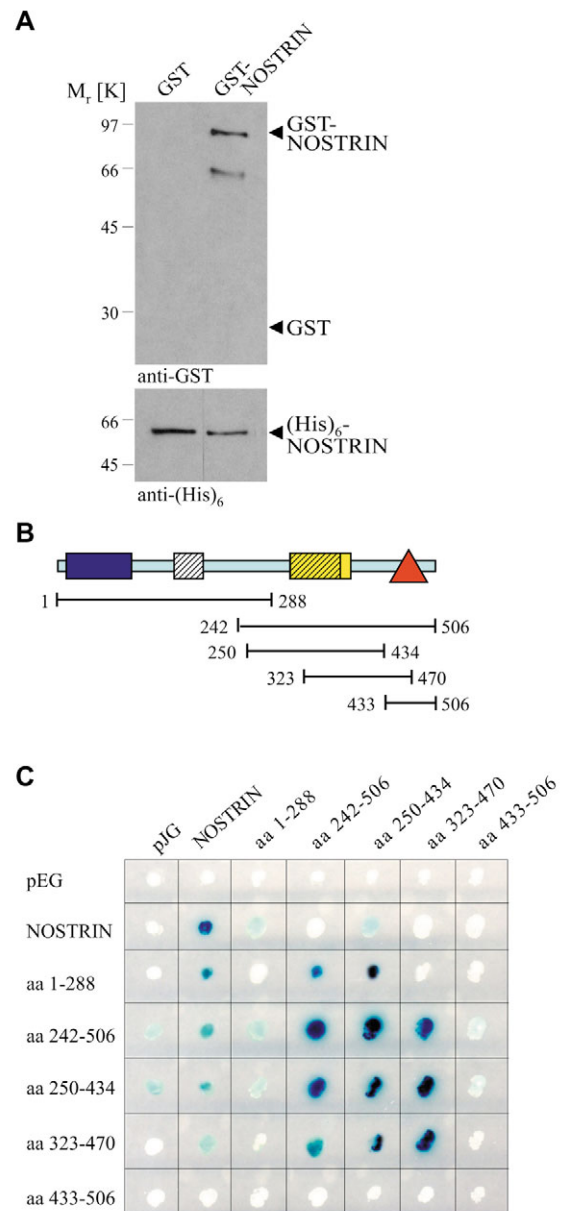 A
Mr [K]
GST
GST-
NOSTRIN
97
66
45
30
GST-
NOSTRIN
GST
anti-GST
66
45
(His)6-
NOSTRIN
anti-(His)6
B
1
288
242
506
250
434
323
470
433
506
C
pJG
NOSTRIN
aa 1-288
aa 242-506
aa 250-434
aa 323-470
aa 433-506
pEG
NOSTRIN
aa 1-288
aa 242-506
aa 250-434
aa 323-470
aa 433-506